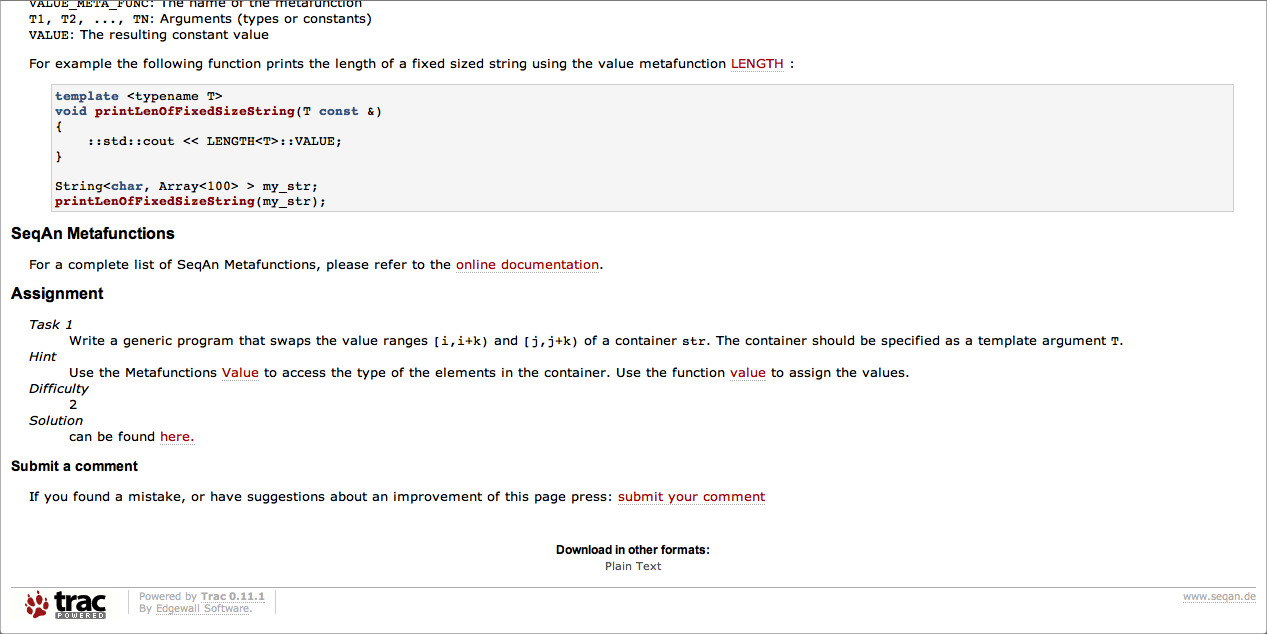 VALUE_META_FUNC: The name of the metafunction
T1, T2, ..., TN: Arguments (types or constants)
VALUE: The resulting constant value
For example the following function prints the length of a fixed sized string using the value metafunction LENGTH :
template <typename T>
void printLenOfFixedSizeString(T const &)
{
    ::std::cout << LENGTH<T>::VALUE;
}
String<char, Array<100> > my_str;
printLenOfFixedSizeString(my_str);
SeqAn Metafunctions
For a complete list of SeqAn Metafunctions, please refer to the online documentation.
Assignment
Task 1
Write a generic program that swaps the value ranges [i,i+k) and [j,j+k) of a container str. The container should be specified as a template argument T.
Hint
Use the Metafunctions Value to access the type of the elements in the container. Use the function value to assign the values.
Difficulty
2
Solution
can be found here.
Submit a comment
If you found a mistake, or have suggestions about an improvement of this page press: submit your comment
Download in other formats:
Plain Text
trac
POWERED
Powered by Trac 0.11.1
By Edgewall Software.
www.seqan.de